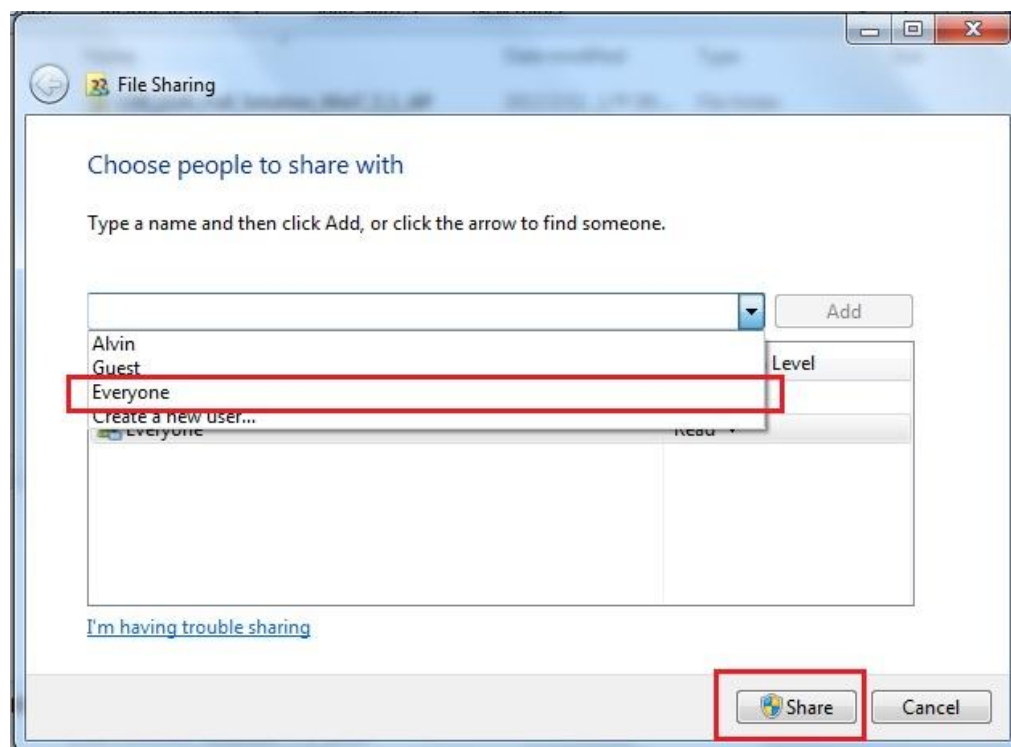 File Sharing
Choose people to share with
Type a name and then click Add, or click the arrow to find someone.
Add
Alvin
Guest
Level
Everyone
Create a new user...
Everyone Read
I'm having trouble sharing
Share Cancel